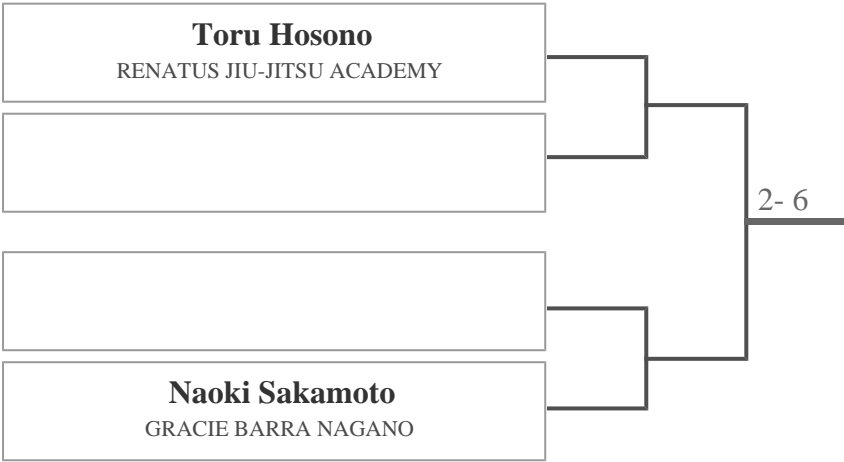 Toru Hosono
RENATUS JIU-JITSU ACADEMY
2- 6
Naoki Sakamoto
GRACIE BARRA NAGANO